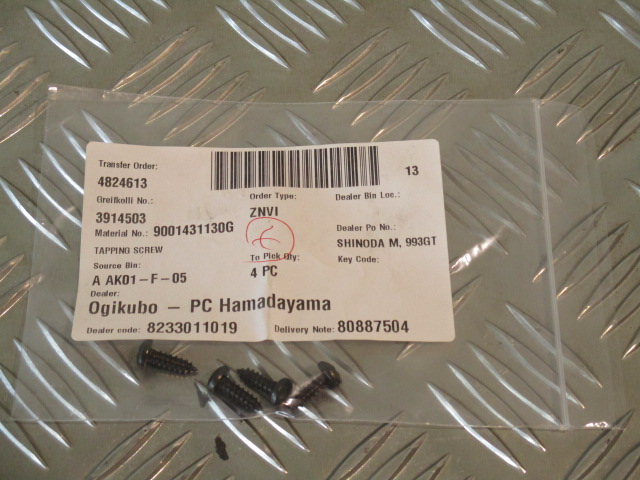 Transfer Order:
4824613
13
Greifkolli No.:
3914503
Order Type:
ZNVI
Dealer Bin Loc.:
Material No.: 9001431130G
Dealer Po No.:
SHINODA M, 993GT
TAPPING SCREW
To Pick Qty:
4 PC
Key Code:
Source Bin:
A AK01-F-05
Dealer:
Ogikubo - PC Hamadayama
Dealer code: 8233011019
Delivery Note: 80887504